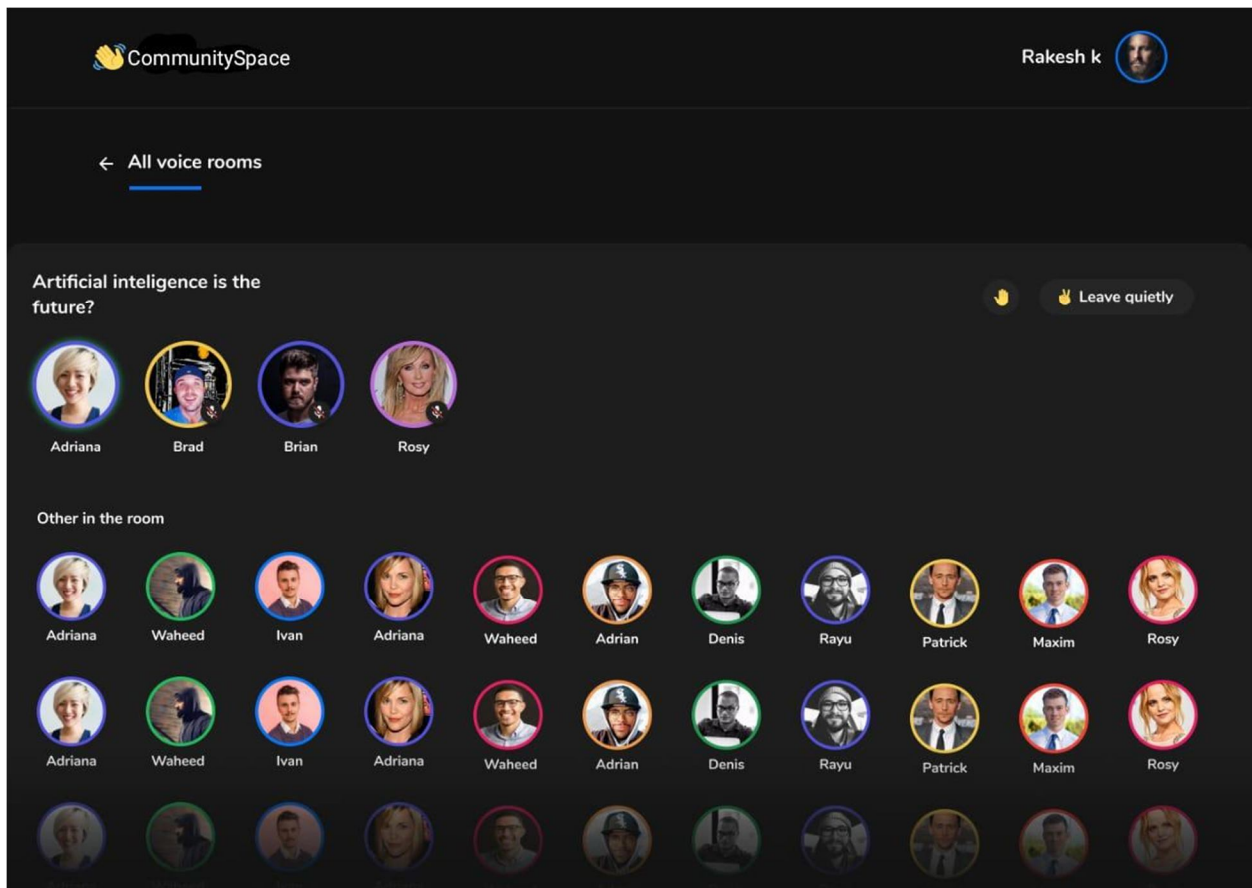 CommunitySpace
Rakesh k
← All voice rooms
Artificial inteligence is the
future?
Leave quietly
Adriana Brad Brian Rosy
Other in the room
Adriana Waheed Ivan Adriana Waheed Adrian Denis Rayu Patrick Maxim Rosy
Adriana Waheed Ivan Adriana Waheed Adrian Denis Rayu Patrick Maxim Rosy